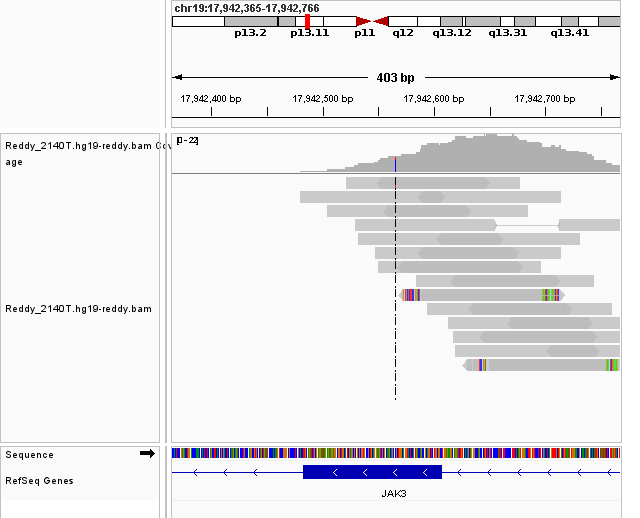 chr19:17,942,365-17,942,766
p13.2 p13.11 p11 q12 q13.12 q13.31 q13.41
403 bp
17,942,400 bp 17,942,500 bp 17,942,600 bp 17,942,700 bp
[0-22]
Reddy_2140T.hg19-reddy.bam Cov
age
Reddy_2140T.hg19-reddy.bam
Sequence
RefSeq Genes
JAK3